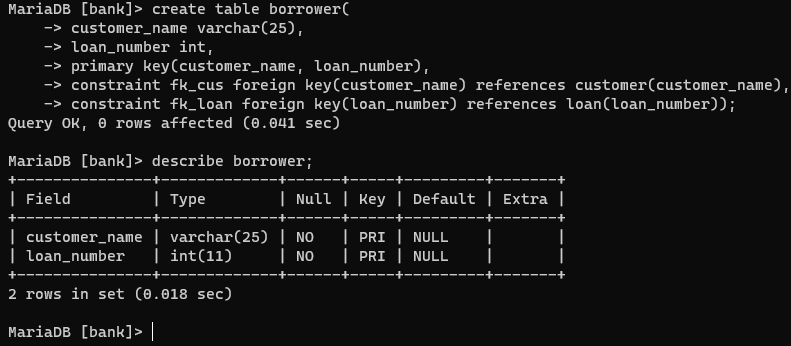 MariaDB [bank]> create table borrower(
    -> customer_name varchar(25),
    -> loan_number int,
    -> primary key(customer_name, loan_number),
    -> constraint fk_cus foreign key(customer_name) references customer(customer_name),
    -> constraint fk_loan foreign key(loan_number) references loan(loan_number));
Query OK, 0 rows affected (0.041 sec)

MariaDB [bank]> describe borrower;
+---------------+-------------+------+-----+---------+-------+
| Field         | Type        | Null | Key | Default | Extra |
+---------------+-------------+------+-----+---------+-------+
| customer_name | varchar(25) | NO   | PRI | NULL    |       |
| loan_number   | int(11)     | NO   | PRI | NULL    |       |
+---------------+-------------+------+-----+---------+-------+
2 rows in set (0.018 sec)

MariaDB [bank]>